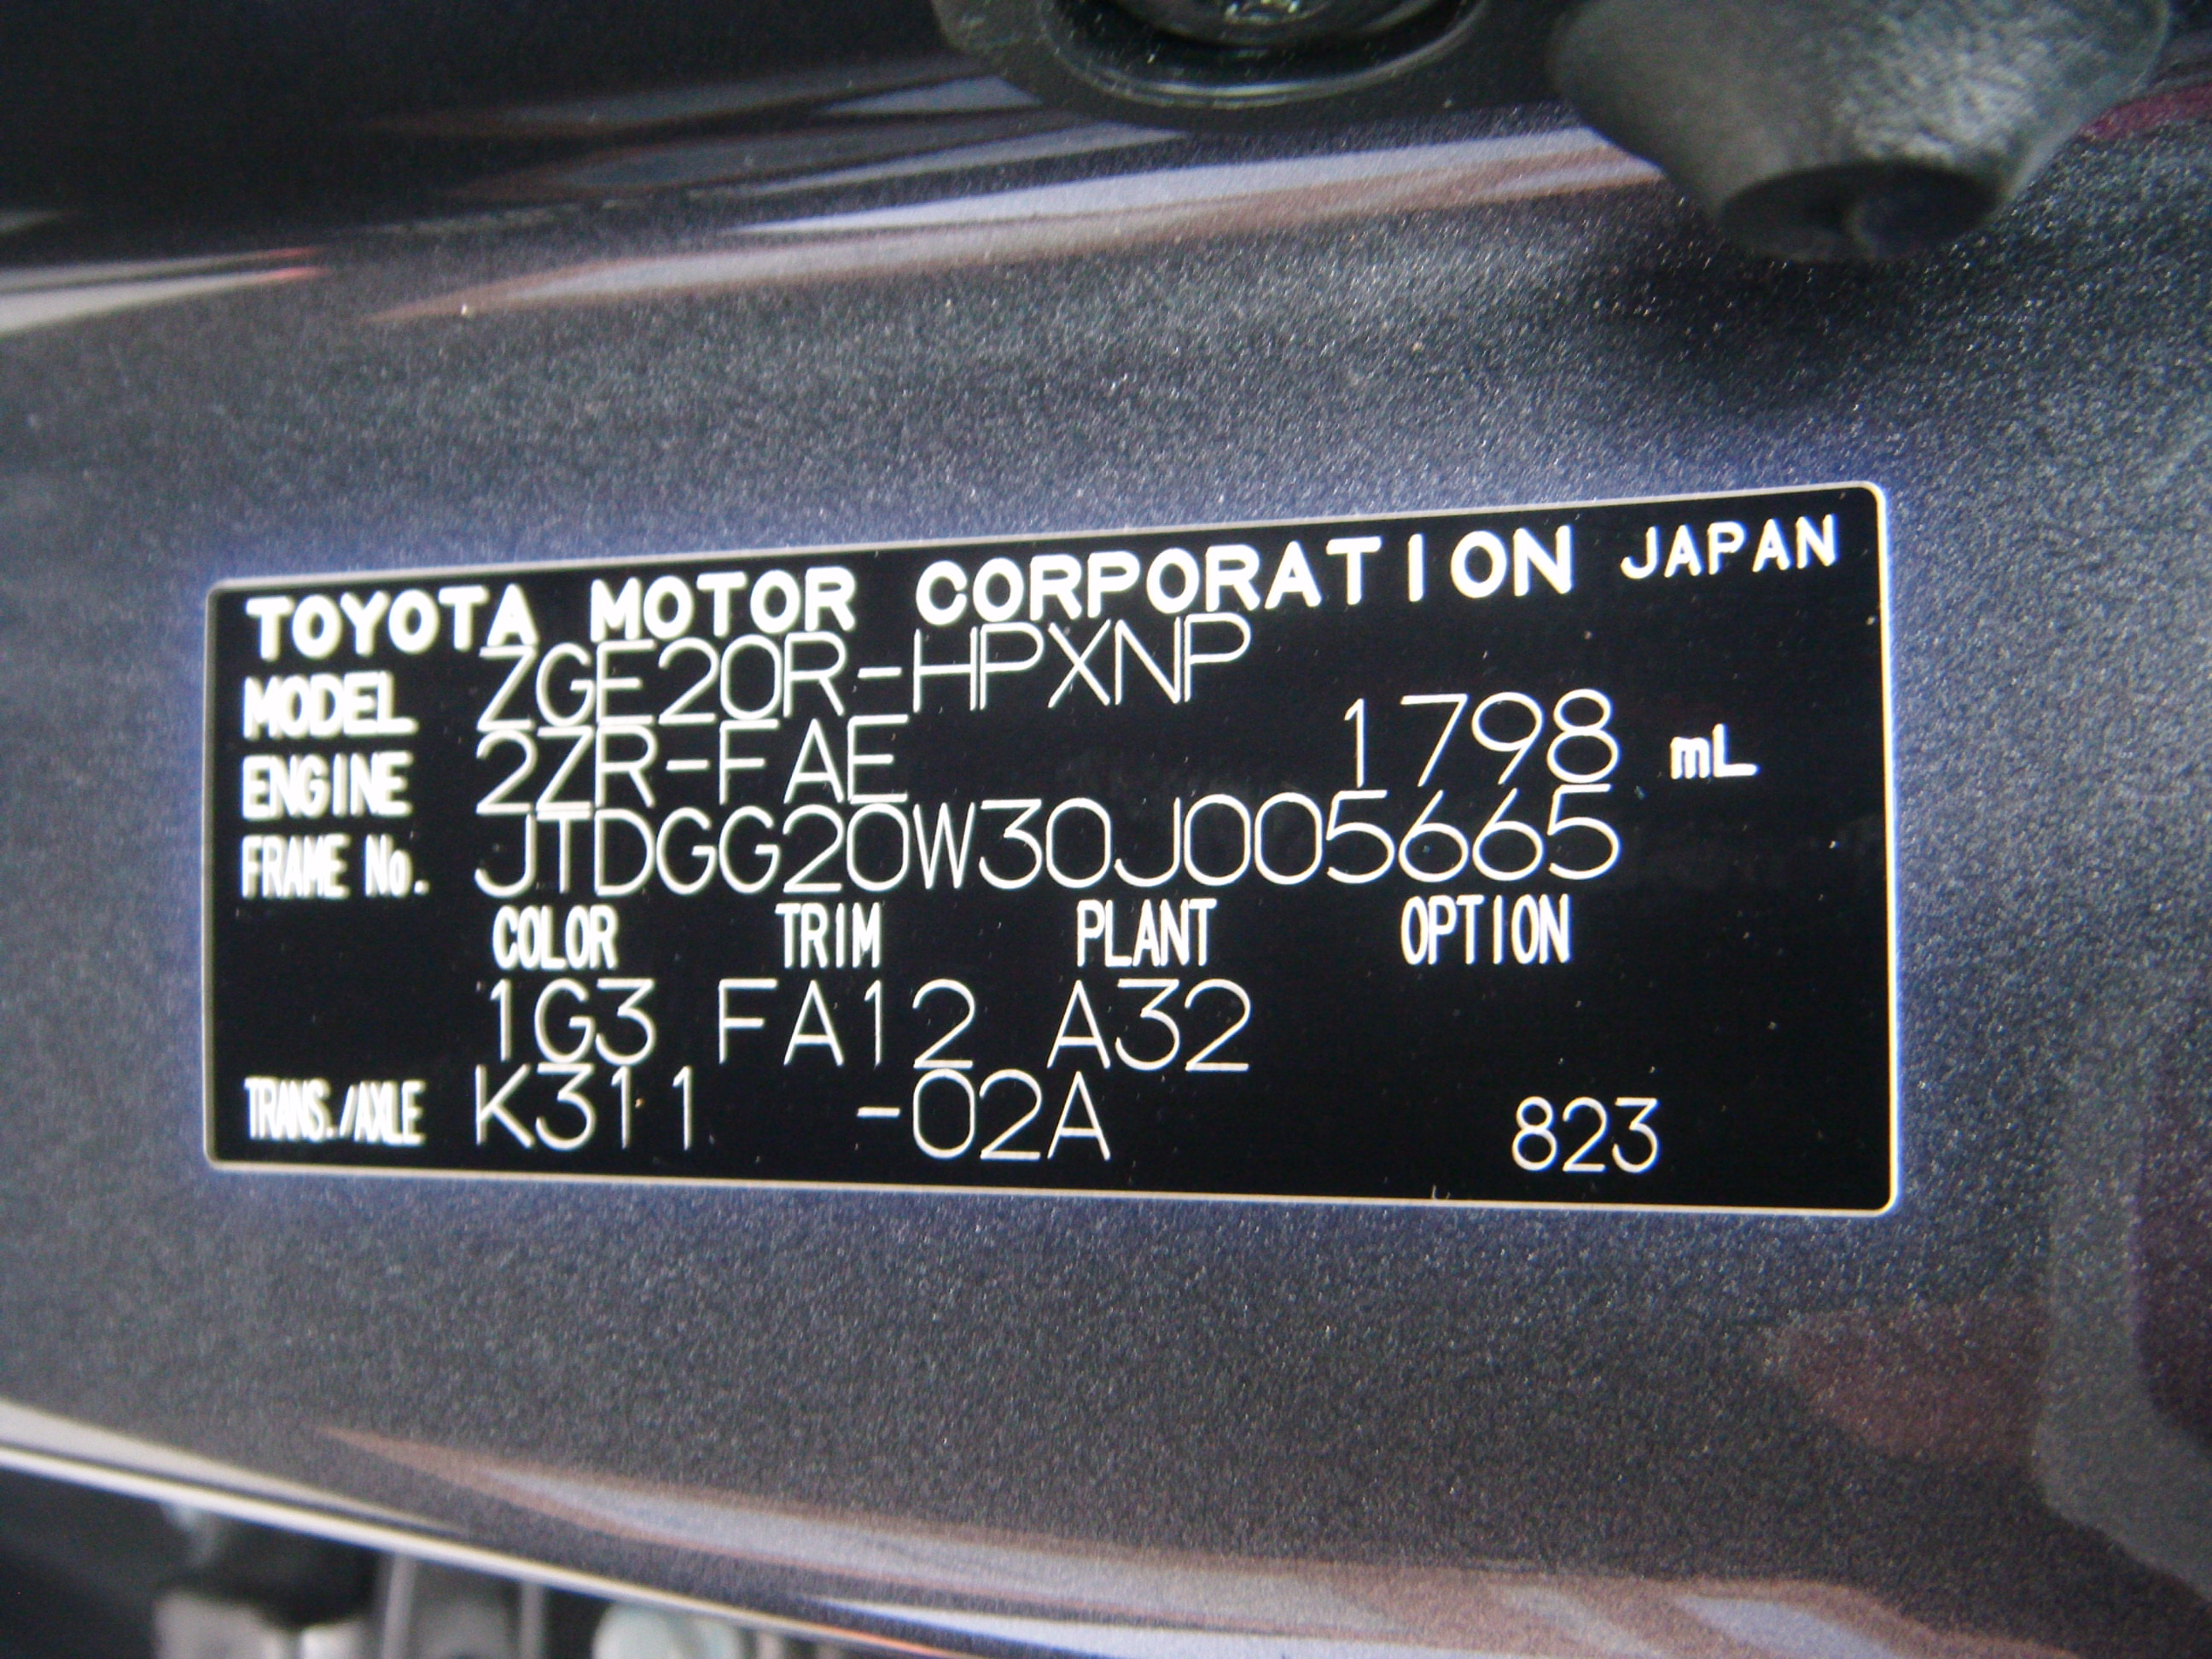 TOYOTA MOTOR CORPORATION JAPAN
MODEL ZGE20R-HPXNP
ENGINE 2ZR-FAE 1798 mL
FRAME No. JTDGG20W30J005665
COLOR TRIM PLANT OPTION
1G3 FA12 A32
TRANS./AXLE K311 -02A 823